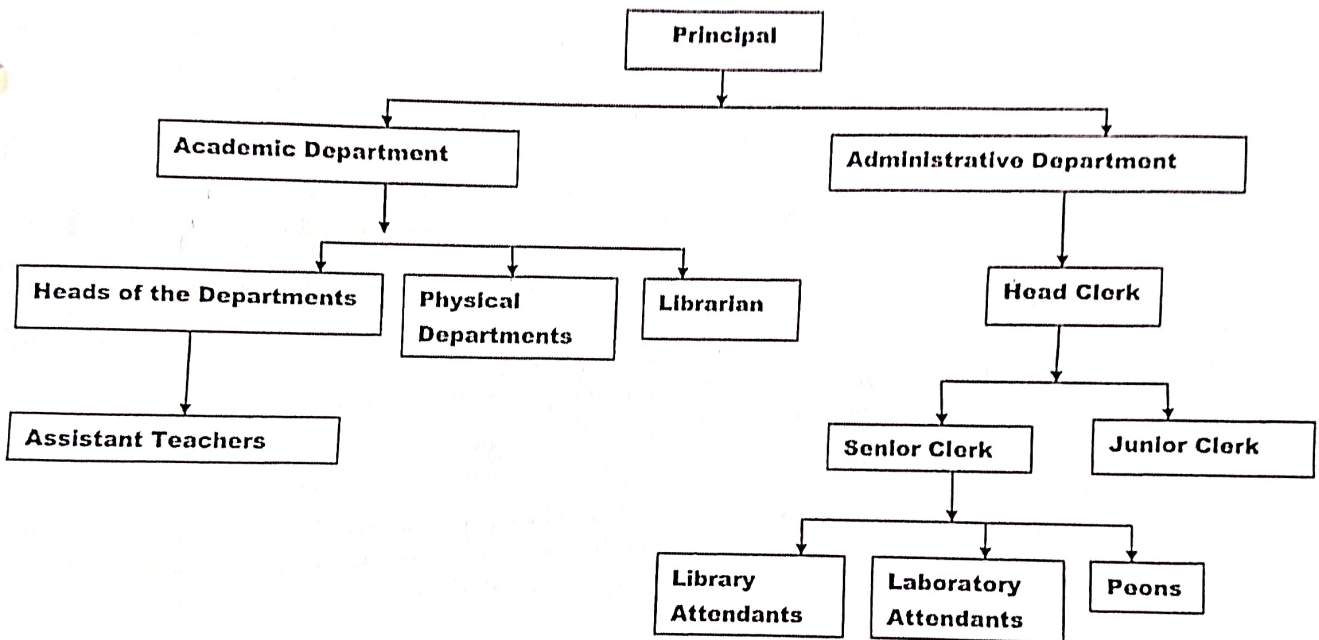 Principal
Academic Department
Administrative Department
Heads of the Departments
Physical
Departments
Librarian
Head Clerk
Assistant Teachers
Senior Clerk
Junior Clerk
Library
Attendants
Laboratory
Attendants
Peons